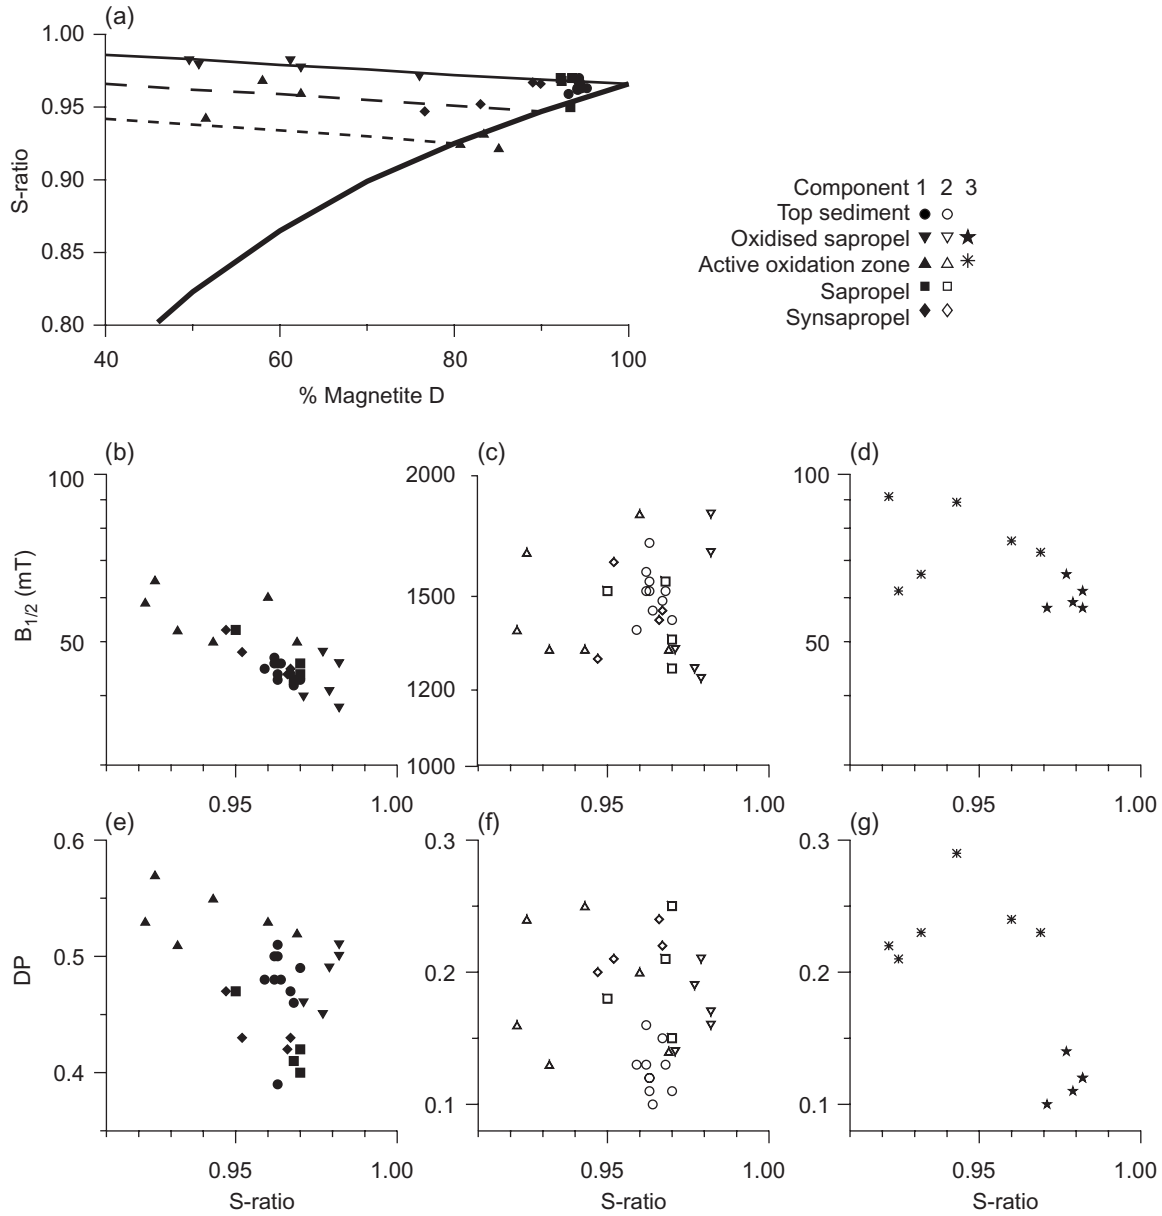 (a)
1.00
0.95
0.90
0.85
0.80
S-ratio
40 60 80 100
% Magnetite D
Component 1 2 3
Top sediment
Oxidised sapropel
Active oxidation zone
Sapropel
Synsapropel
(b) (c) (d)
100
50
B1/2 (mT)
2000
1500
1200
1000
100
50
0.95 1.00 0.95 1.00 0.95 1.00
(e) (f) (g)
0.6
0.5
0.4
DP
0.3
0.2
0.1
0.3
0.2
0.1
0.95 1.00 0.95 1.00 0.95 1.00
S-ratio S-ratio S-ratio